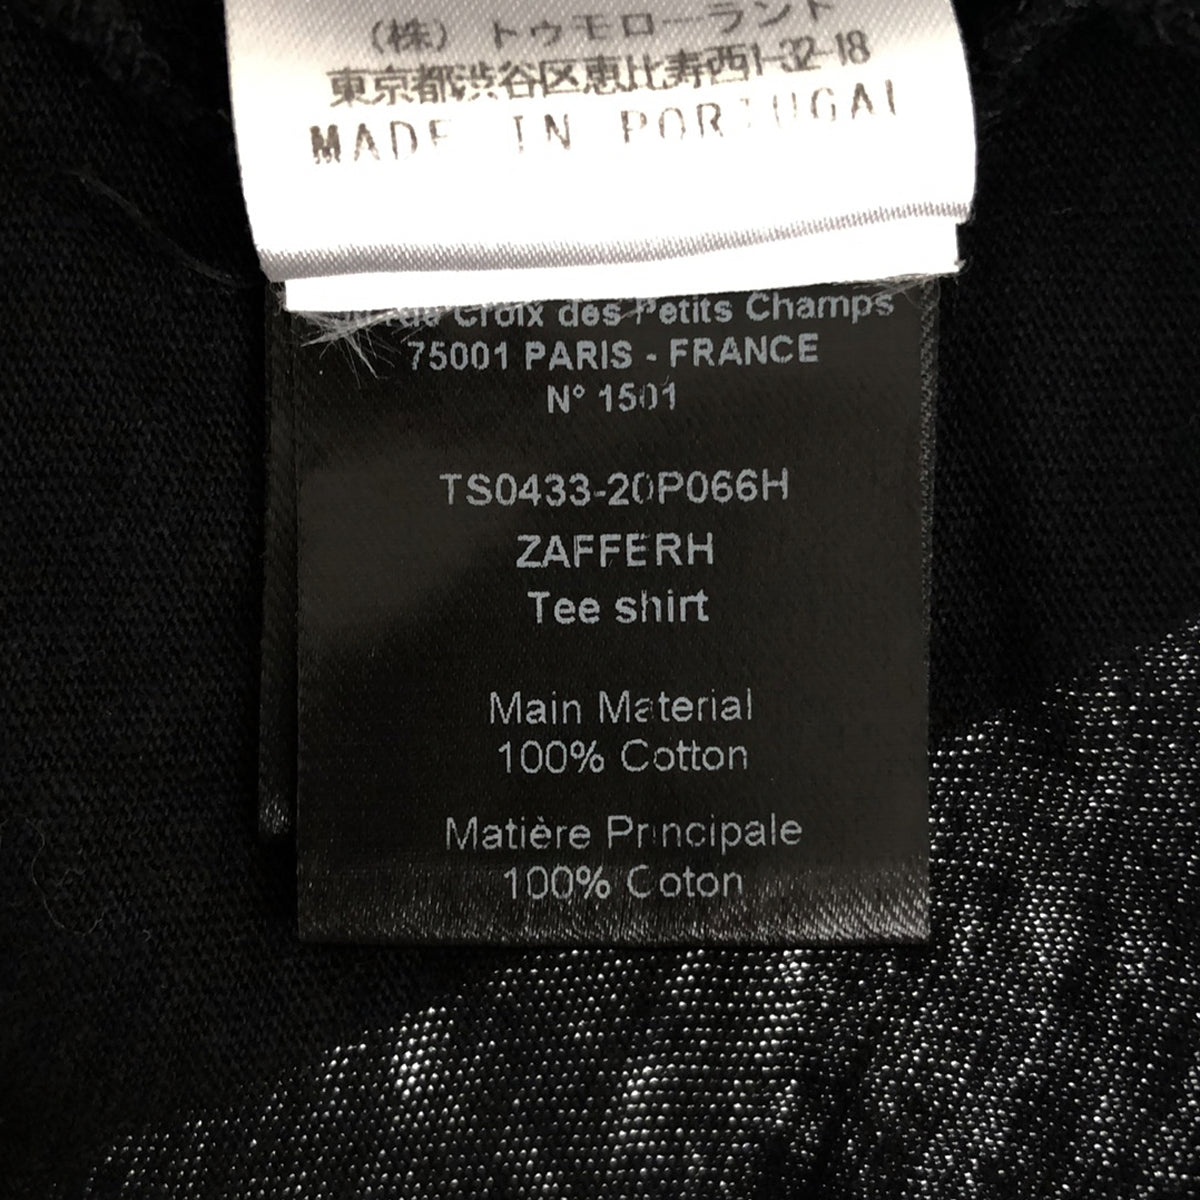 (株) トゥモローラント
東京都渋谷区恵比寿西1-32-18
MADE IN PORTUGAL
Croix des Petits Champs
75001 PARIS - FRANCE
N° 1501
TS0433-20P066H
ZAFFERH
Tee shirt
Main Material
100% Cotton
Matière Principale
100% Coton